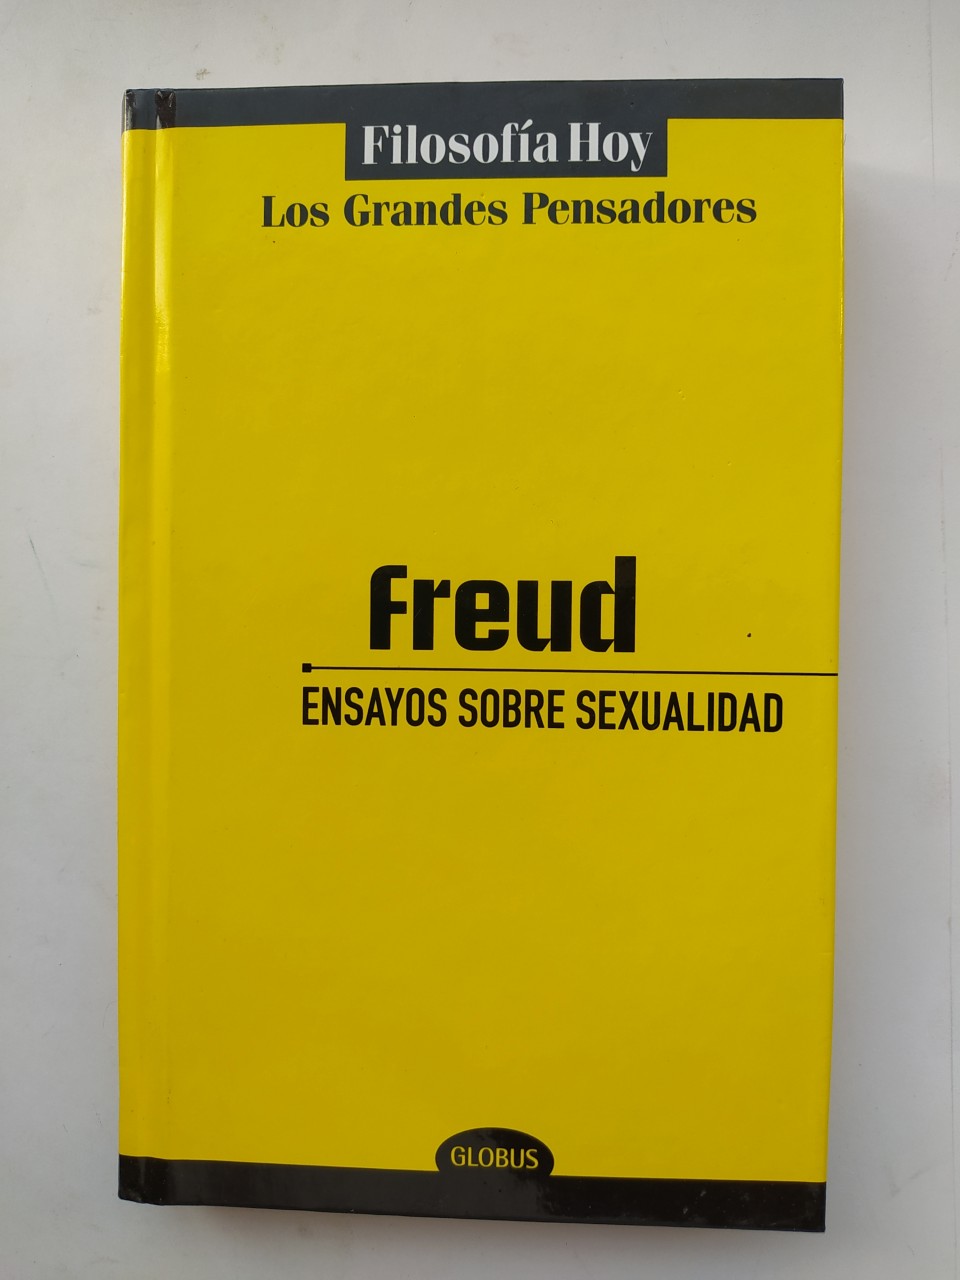 Filosofía Hoy
Los Grandes Pensadores
Freud
ENSAYOS SOBRE SEXUALIDAD
GLOBUS